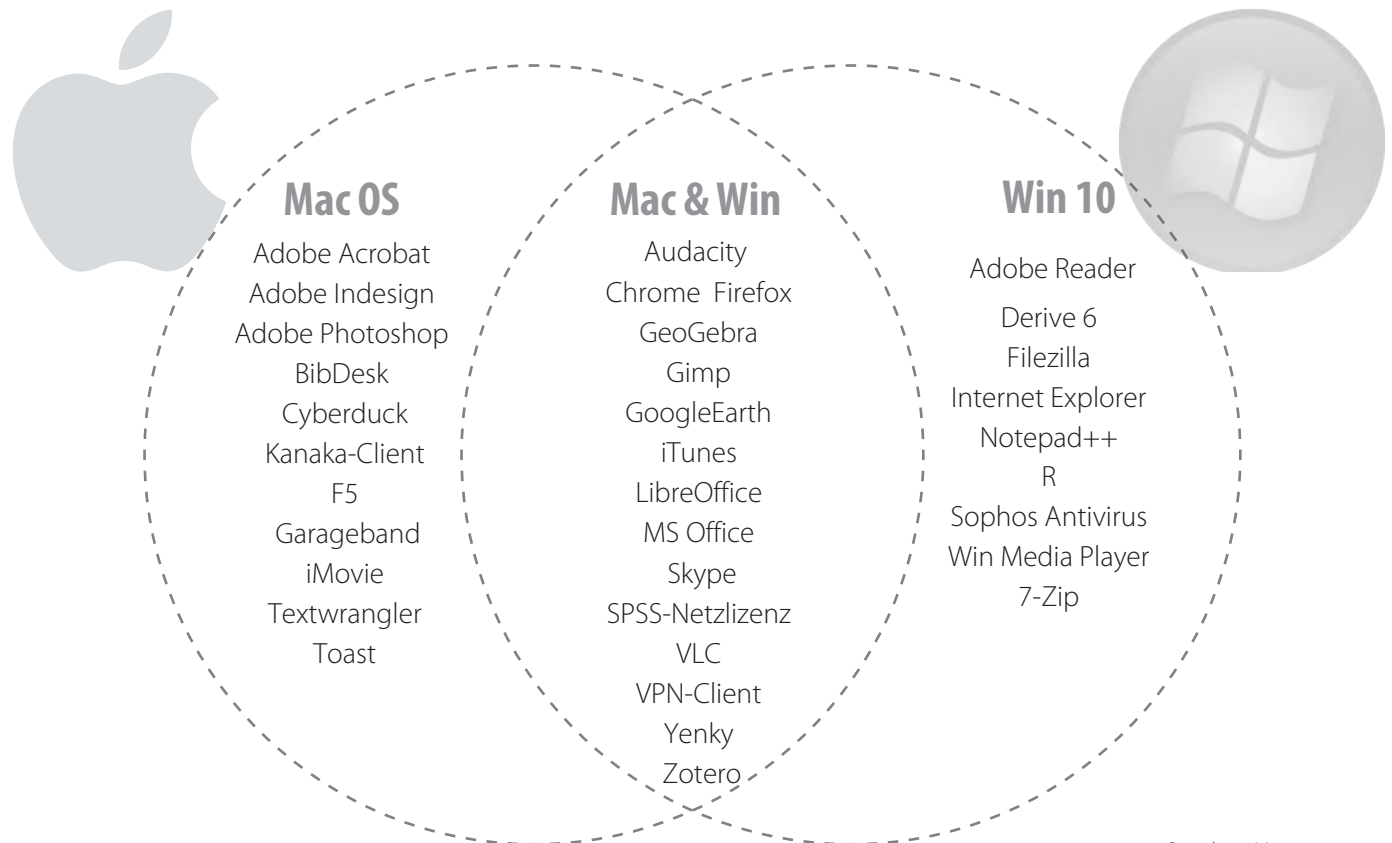 Mac OS
Adobe Acrobat
Adobe Indesign
Adobe Photoshop
BibDesk
Cyberduck
Kanaka-Client
F5
Garageband
iMovie
Textwrangler
Toast
Mac & Win
Audacity
Chrome Firefox
GeoGebra
Gimp
GoogleEarth
iTunes
LibreOffice
MS Office
Skype
SPSS-Netzlizenz
VLC
VPN-Client
Yenky
Zotero
Win 10
Adobe Reader
Derive 6
Filezilla
Internet Explorer
Notepad++
R
Sophos Antivirus
Win Media Player
7-Zip